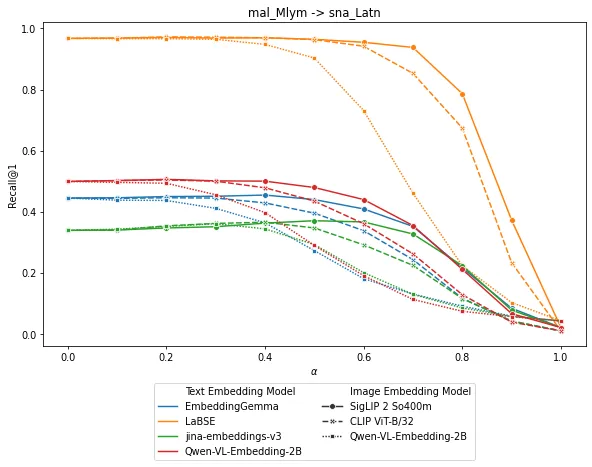 mal_Mlym -> sna_Latn
1.0
0.8
0.6
0.4
0.2
0.0
Recall@1
0.0 0.2 0.4 0.6 0.8 1.0
α
Text Embedding Model Image Embedding Model
EmbeddingGemma SigLIP 2 So400m
LaBSE CLIP ViT-B/32
jina-embeddings-v3 Qwen-VL-Embedding-2B
Qwen-VL-Embedding-2B